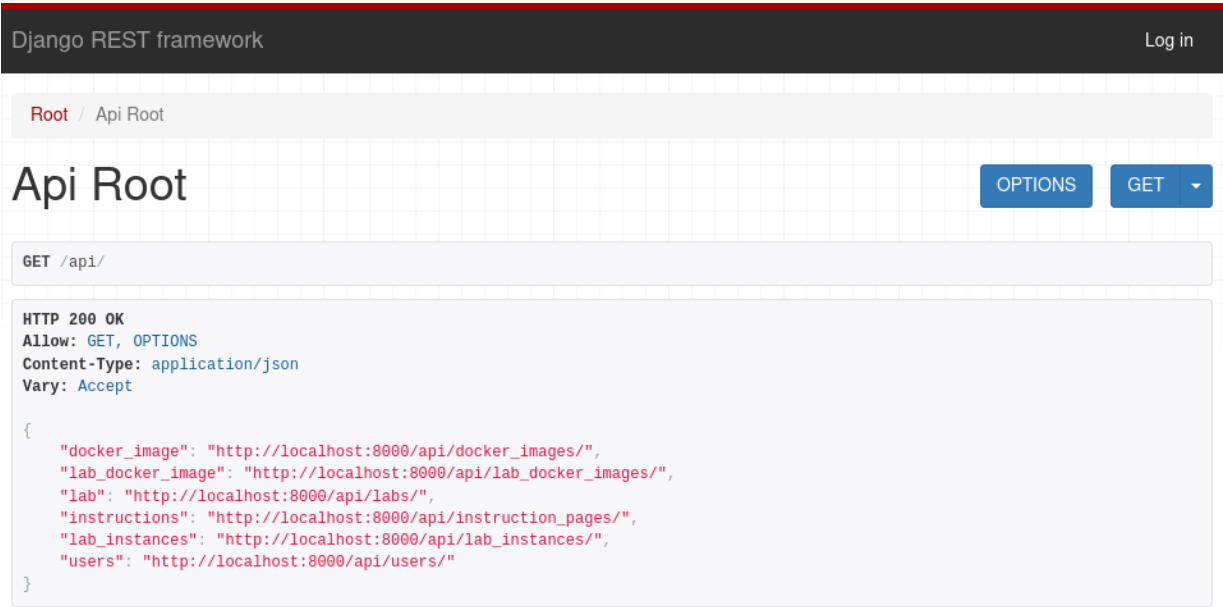 Django REST framework
Log in
Root / Api Root
Api Root
OPTIONS
GET
GET /api/
HTTP 200 OK
Allow: GET, OPTIONS
Content-Type: application/json
Vary: Accept
{
    "docker_image": "http://localhost:8000/api/docker_images/",
    "lab_docker_image": "http://localhost:8000/api/lab_docker_images/",
    "lab": "http://localhost:8000/api/labs/",
    "instructions": "http://localhost:8000/api/instruction_pages/",
    "lab_instances": "http://localhost:8000/api/lab_instances/",
    "users": "http://localhost:8000/api/users/"
}